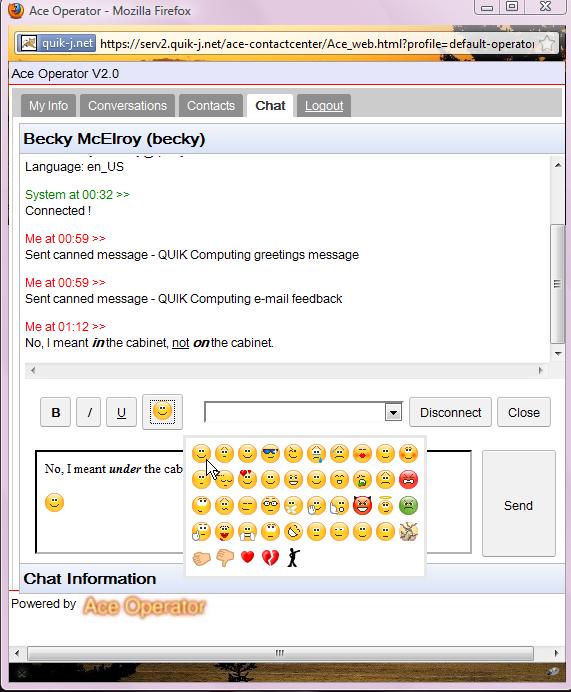 Ace Operator - Mozilla Firefox
quik-j.net https://serv2.quik-j.net/ace-contactcenter/Ace_web.html?profile=default-operator
Ace Operator V2.0
My Info Conversations Contacts Chat Logout
Becky McElroy (becky)
Language: en_US
System at 00:32 >>
Connected !
Me at 00:59 >>
Sent canned message - QUIK Computing greetings message
Me at 00:59 >>
Sent canned message - QUIK Computing e-mail feedback
Me at 01:12 >>
No, I meant in the cabinet, not on the cabinet.
B I U Disconnect Close
No, I meant under the cab
Send
Chat Information
Powered by Ace Operator